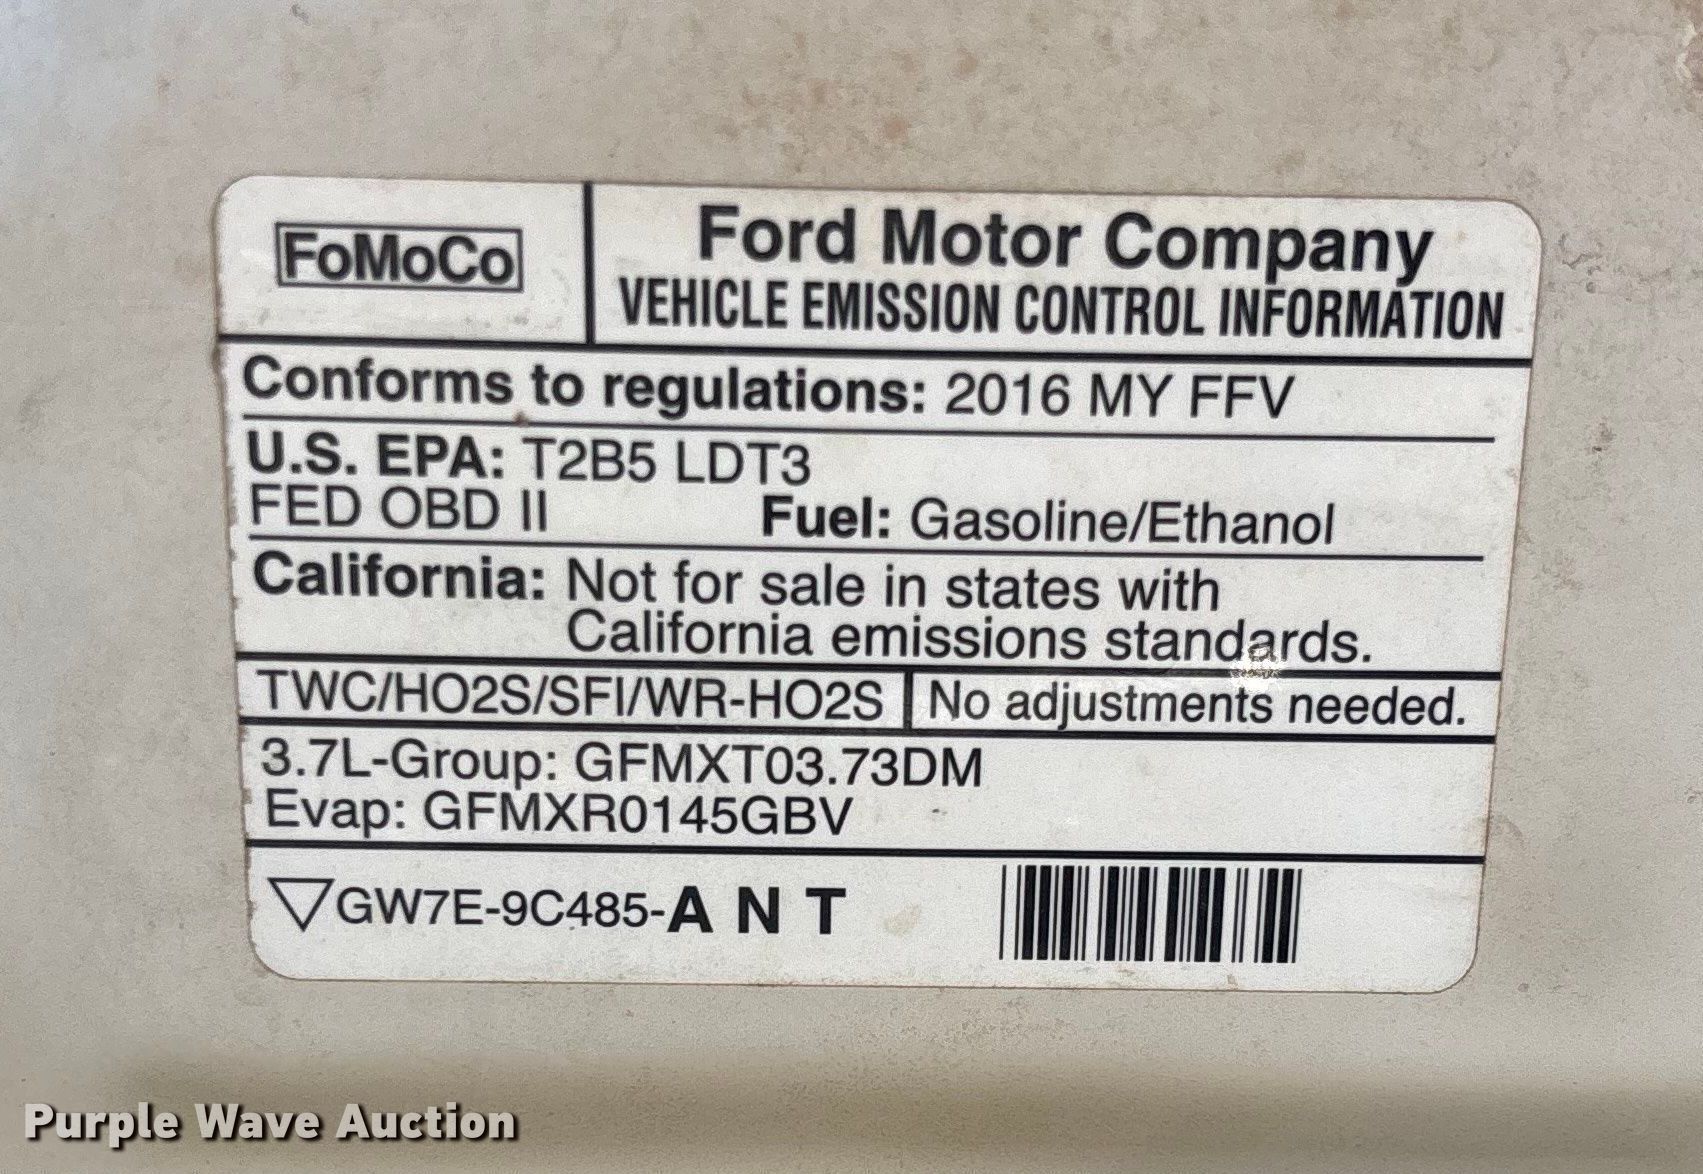 FoMoCo
Ford Motor Company
VEHICLE EMISSION CONTROL INFORMATION
Conforms to regulations: 2016 MY FFV
U.S. EPA: T2B5 LDT3
FED OBD II Fuel: Gasoline/Ethanol
California: Not for sale in states with
California emissions standards.
TWC/HO2S/SFI/WR-HO2S No adjustments needed.
3.7L-Group: GFMXT03.73DM
Evap: GFMXR0145GBV
GW7E-9C485-A N T
Purple Wave Auction